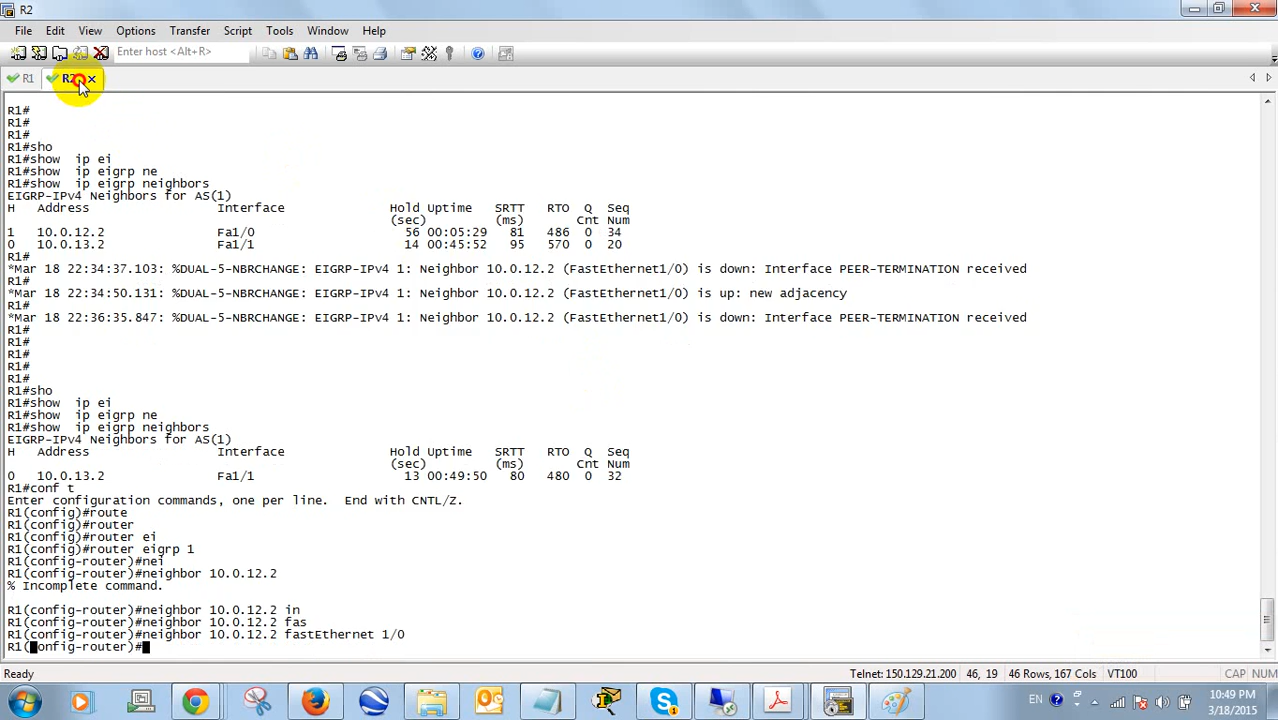 R2
File Edit View Options Transfer Script Tools Window Help
Enter host <Alt+R>
R1 R2
R1#
R1#
R1#
R1#sho
R1#show  ip ei
R1#show  ip eigrp ne
R1#show  ip eigrp neighbors
EIGRP-IPv4 Neighbors for AS(1)
H   Address                 Interface              Hold Uptime   SRTT   RTO  Q  Seq
(sec)         (ms)       Cnt Num
1   10.0.12.2               Fa1/0                    56 00:05:29   81   486  0  34
0   10.0.13.2               Fa1/1                    14 00:45:52   95   570  0  20
R1#
*Mar 18 22:34:37.103: %DUAL-5-NBRCHANGE: EIGRP-IPv4 1: Neighbor 10.0.12.2 (FastEthernet1/0) is down: Interface PEER-TERMINATION received
R1#
*Mar 18 22:34:50.131: %DUAL-5-NBRCHANGE: EIGRP-IPv4 1: Neighbor 10.0.12.2 (FastEthernet1/0) is up: new adjacency
R1#
*Mar 18 22:36:35.847: %DUAL-5-NBRCHANGE: EIGRP-IPv4 1: Neighbor 10.0.12.2 (FastEthernet1/0) is down: Interface PEER-TERMINATION received
R1#
R1#
R1#
R1#
R1#
R1#sho
R1#show  ip ei
R1#show  ip eigrp ne
R1#show  ip eigrp neighbors
EIGRP-IPv4 Neighbors for AS(1)
H   Address                 Interface              Hold Uptime   SRTT   RTO  Q  Seq
(sec)         (ms)       Cnt Num
0   10.0.13.2               Fa1/1                    13 00:49:50   80   480  0  32
R1#conf t
Enter configuration commands, one per line.  End with CNTL/Z.
R1(config)#route
R1(config)#router
R1(config)#router ei
R1(config)#router eigrp 1
R1(config-router)#nei
R1(config-router)#neighbor 10.0.12.2
% Incomplete command.
R1(config-router)#neighbor 10.0.12.2 in
R1(config-router)#neighbor 10.0.12.2 fas
R1(config-router)#neighbor 10.0.12.2 fastEthernet 1/0
R1(config-router)#
Ready Telnet: 150.129.21.200 46, 19 46 Rows, 167 Cols VT100 CAP NUM
EN 10:49 PM
3/18/2015